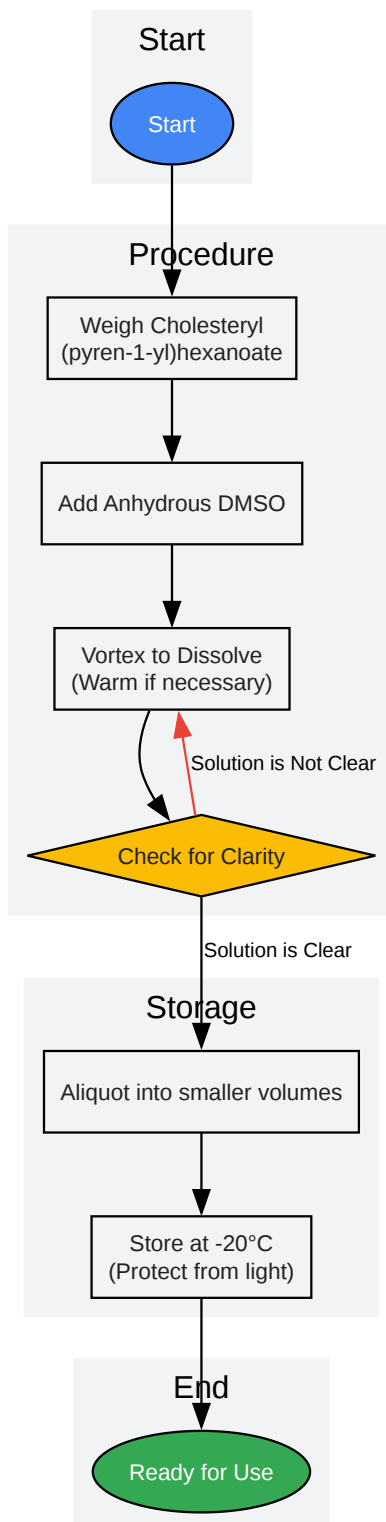 Start
Start
Procedure
Weigh Cholesteryl
(pyren-1-yl)hexanoate
Add Anhydrous DMSO
Vortex to Dissolve
(Warm if necessary)
Solution is Not Clear
Check for Clarity
Solution is Clear
Storage
Aliquot into smaller volumes
Store at -20°C
(Protect from light)
End
Ready for Use